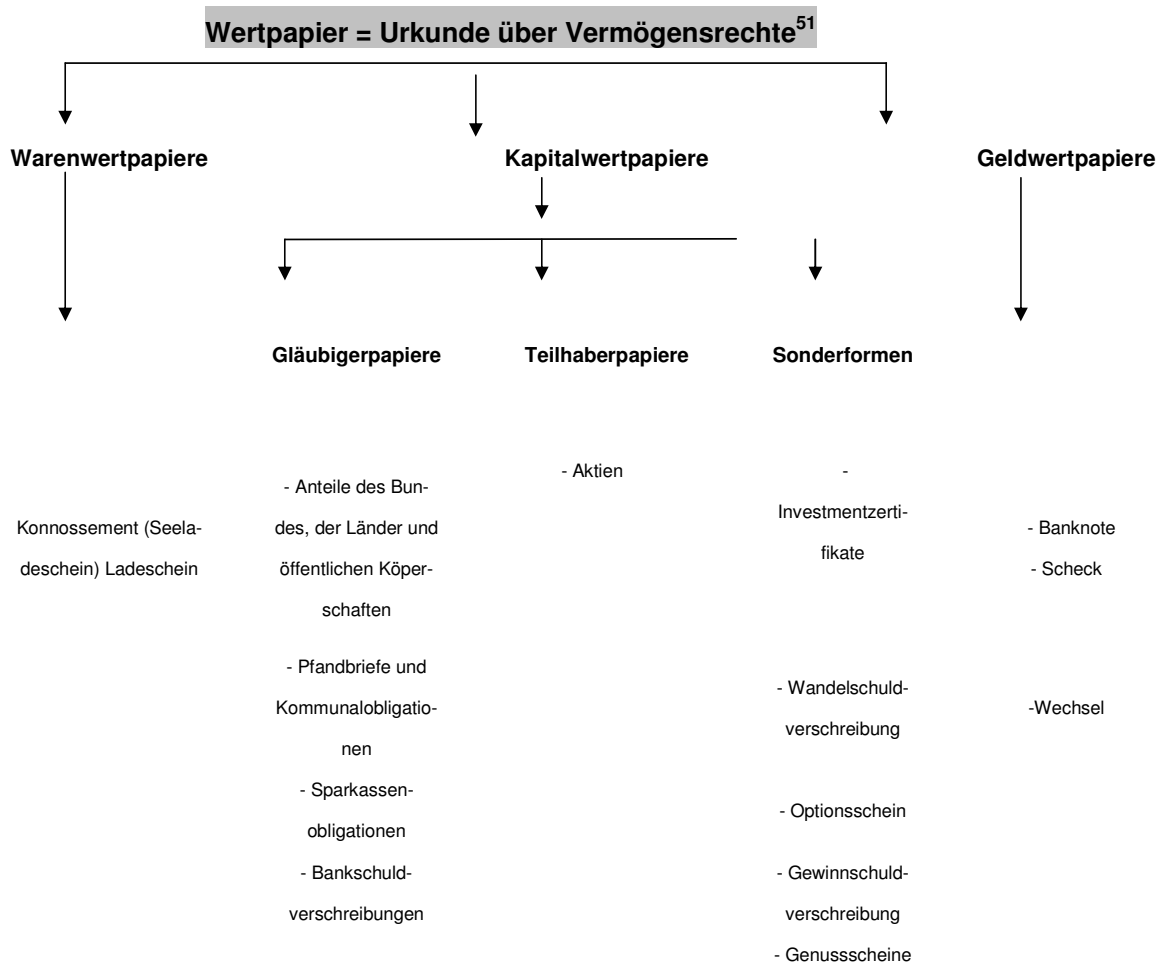 Wertpapier = Urkunde über Vermögensrechte51
Warenwertpapiere
Kapitalwertpapiere
Geldwertpapiere
Gläubigerpapiere
Teilhaberpapiere
Sonderformen
Konnossement (Seela-
deschein) Ladeschein
- Anteile des Bun-
des, der Länder und
öffentlichen Köper-
schaften
- Pfandbriefe und
Kommunalobligatio-
nen
- Sparkassen-
obligationen
- Bankschuld-
verschreibungen
- Aktien
-
Investmentzerti-
fikate
- Wandelschuld-
verschreibung
- Optionsschein
- Gewinnschuld-
verschreibung
- Genussscheine
- Banknote
- Scheck
-Wechsel